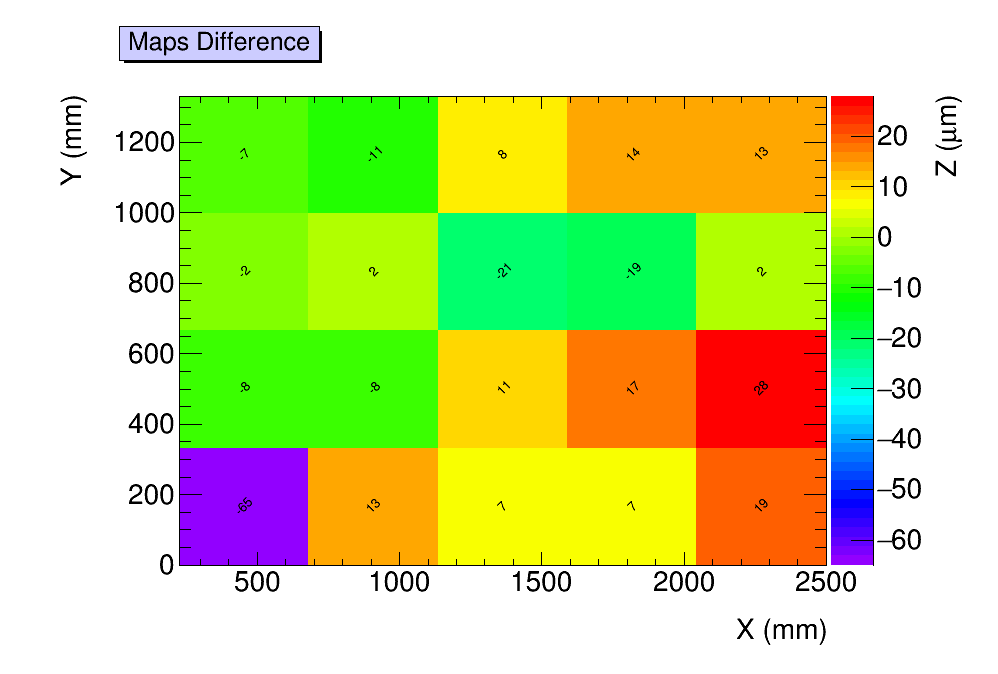 Maps Difference
Y (mm)
Z (μm)
1200
1000
800
600
400
200
0
-7 -11 8 14 13
-2 2 -21 -19 2
-8 -8 11 17 28
-65 13 7 7 19
20
10
0
−10
−20
−30
−40
−50
−60
500 1000 1500 2000 2500
X (mm)